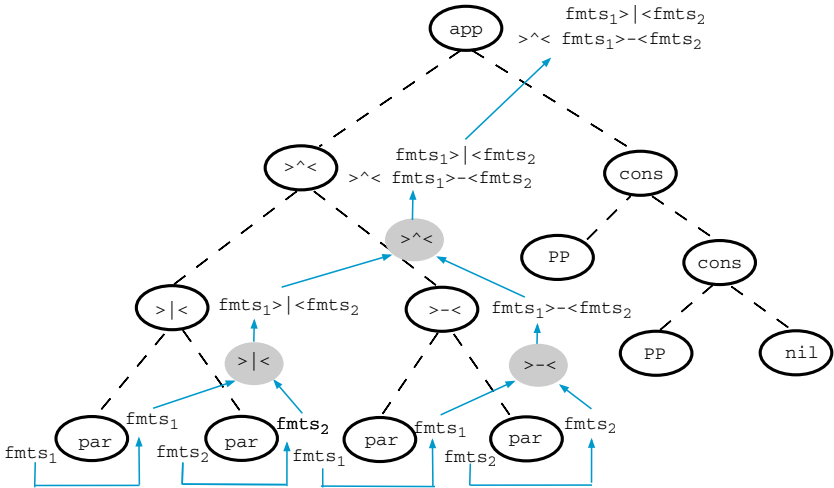 fmts₁>|<fmts₂
app
>^< fmts₁>-<fmts₂
fmts₁>|<fmts₂
>^<
>^< fmts₁>-<fmts₂
cons
>^<
PP
cons
>|<
fmts₁>|<fmts₂
>-<
fmts₁>-<fmts₂
>|<
>-<
PP
nil
par
fmts₁
par
fmts₂
par
fmts₁
par
fmts₂
fmts₁
fmts₂
fmts₁
fmts₂